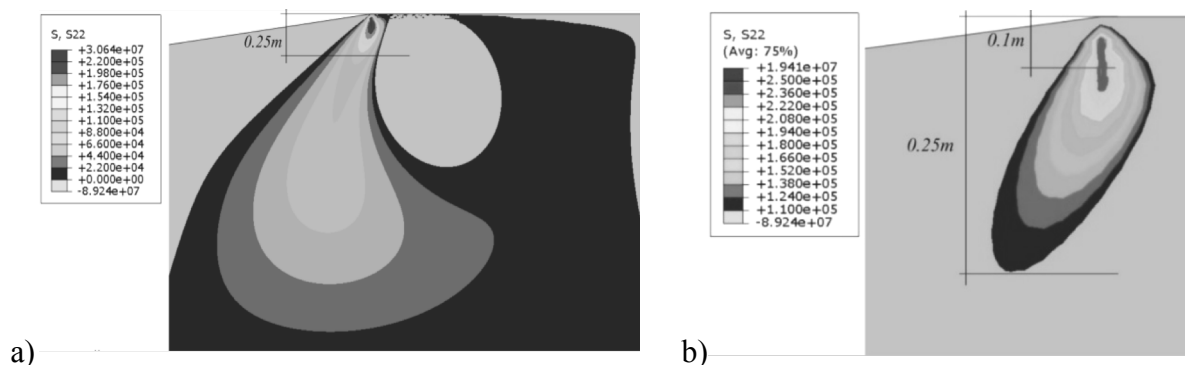 S, S22
+3.064e+07
+2.200e+05
+1.980e+05
+1.760e+05
+1.540e+05
+1.320e+05
+1.100e+05
+8.800e+04
+6.600e+04
+4.400e+04
+2.200e+04
+0.000e+00
-8.924e+07
0.25m
a)
S, S22
(Avg: 75%)
+1.941e+07
+2.500e+05
+2.360e+05
+2.220e+05
+2.080e+05
+1.940e+05
+1.800e+05
+1.660e+05
+1.520e+05
+1.380e+05
+1.240e+05
+1.100e+05
-8.924e+07
0.1m
0.25m
b)